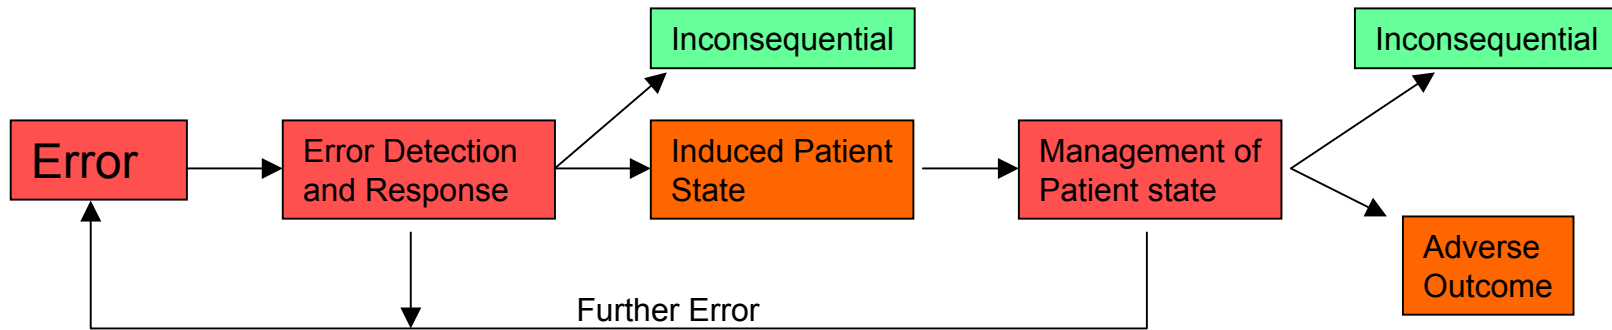 Inconsequential
Inconsequential
Error
Error Detection
and Response
Induced Patient
State
Management of
Patient state
Adverse
Outcome
Further Error